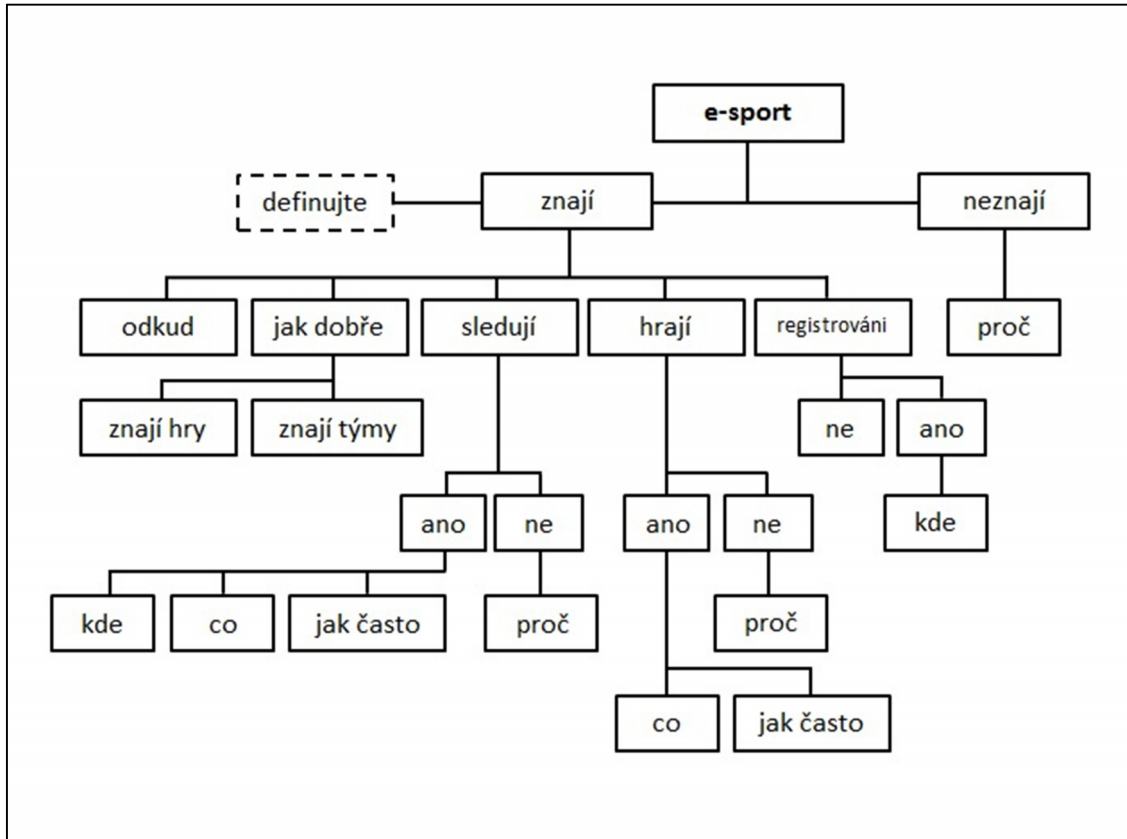 e-sport
definujte
znají
neznají
odkud
jak dobře
sledují
hrají
registrováni
proč
znají hry
znají týmy
ne
ano
ano
ne
ano
ne
kde
kde
co
jak často
proč
proč
co
jak často